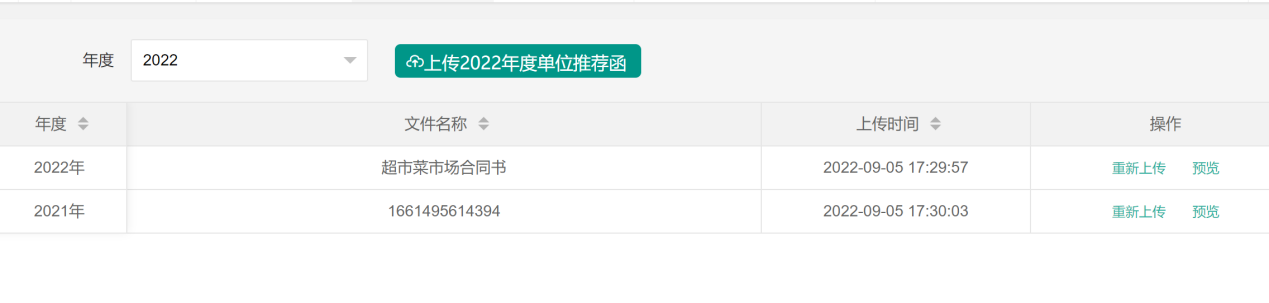 年度 2022 上传2022年度单位推荐函
年度 文件名称 上传时间 操作
2022年 超市菜市场合同书 2022-09-05 17:29:57 重新上传 预览
2021年 1661495614394 2022-09-05 17:30:03 重新上传 预览